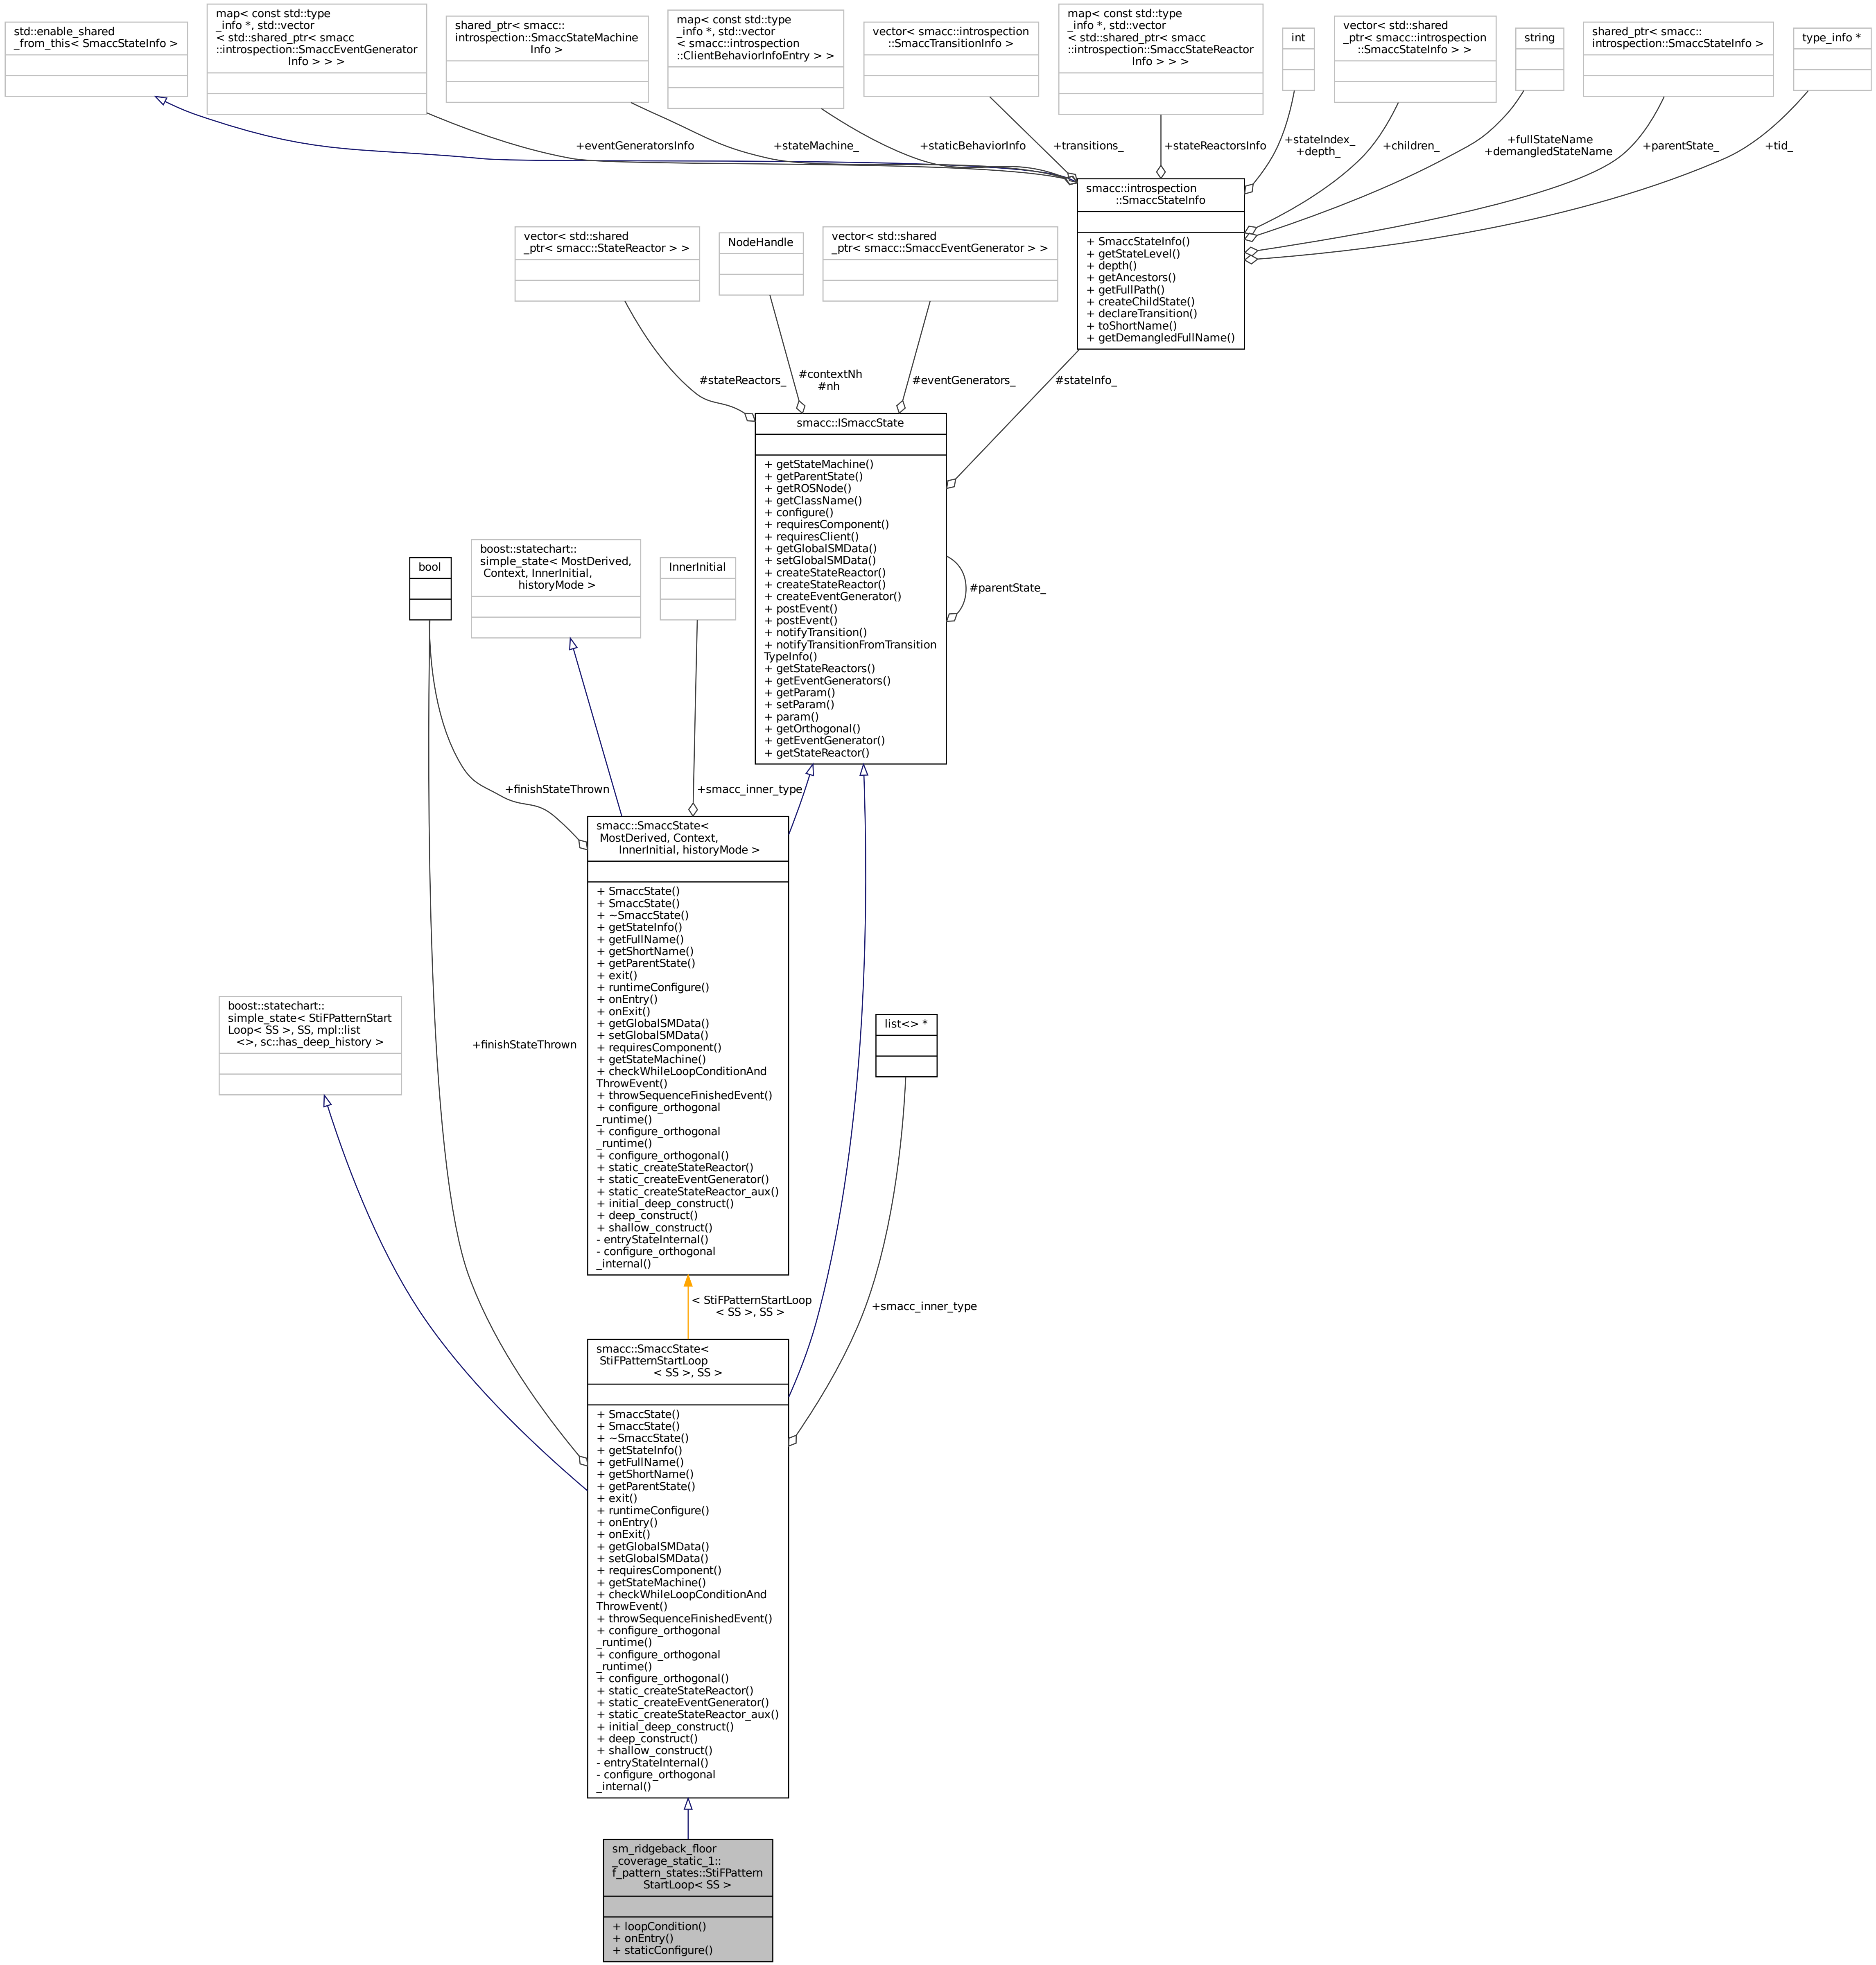 std::enable_shared
_from_this< SmaccStateInfo >
map< const std::type
_info *, std::vector
< std::shared_ptr< smacc
::introspection::SmaccEventGenerator
Info > > >
shared_ptr< smacc::
introspection::SmaccStateMachine
Info >
map< const std::type
_info *, std::vector
< smacc::introspection
::ClientBehaviorInfoEntry > >
vector< smacc::introspection
::SmaccTransitionInfo >
map< const std::type
_info *, std::vector
< std::shared_ptr< smacc
::introspection::SmaccStateReactor
Info > > >
int
vector< std::shared
_ptr< smacc::introspection
::SmaccStateInfo > >
string
shared_ptr< smacc::
introspection::SmaccStateInfo >
type_info *
+eventGeneratorsInfo
+stateMachine_
+staticBehaviorInfo
+transitions_
+stateReactorsInfo
+stateIndex_
+depth_
+children_
+fullStateName
+demangledStateName
+parentState_
+tid_
smacc::introspection
::SmaccStateInfo
+ SmaccStateInfo()
+ getStateLevel()
+ depth()
+ getAncestors()
+ getFullPath()
+ createChildState()
+ declareTransition()
+ toShortName()
+ getDemangledFullName()
vector< std::shared
_ptr< smacc::StateReactor > >
NodeHandle
vector< std::shared
_ptr< smacc::SmaccEventGenerator > >
#stateReactors_
#contextNh
#nh
#eventGenerators_
#stateInfo_
smacc::ISmaccState
+ getStateMachine()
+ getParentState()
+ getROSNode()
+ getClassName()
+ configure()
+ requiresComponent()
+ requiresClient()
+ getGlobalSMData()
+ setGlobalSMData()
+ createStateReactor()
+ createStateReactor()
+ createEventGenerator()
+ postEvent()
+ postEvent()
+ notifyTransition()
+ notifyTransitionFromTransition
TypeInfo()
+ getStateReactors()
+ getEventGenerators()
+ getParam()
+ setParam()
+ param()
+ getOrthogonal()
+ getEventGenerator()
+ getStateReactor()
#parentState_
bool
boost::statechart::
simple_state< MostDerived,
Context, InnerInitial,
historyMode >
InnerInitial
+finishStateThrown
+smacc_inner_type
smacc::SmaccState<
MostDerived, Context,
InnerInitial, historyMode >
+ SmaccState()
+ SmaccState()
+ ~SmaccState()
+ getStateInfo()
+ getFullName()
+ getShortName()
+ getParentState()
+ exit()
+ runtimeConfigure()
+ onEntry()
+ onExit()
+ getGlobalSMData()
+ setGlobalSMData()
+ requiresComponent()
+ getStateMachine()
+ checkWhileLoopConditionAnd
ThrowEvent()
+ throwSequenceFinishedEvent()
+ configure_orthogonal
_runtime()
+ configure_orthogonal
_runtime()
+ configure_orthogonal()
+ static_createStateReactor()
+ static_createEventGenerator()
+ static_createStateReactor_aux()
+ initial_deep_construct()
+ deep_construct()
+ shallow_construct()
- entryStateInternal()
- configure_orthogonal
_internal()
boost::statechart::
simple_state< StiFPatternStart
Loop< SS >, SS, mpl::list
<>, sc::has_deep_history >
+finishStateThrown
list<> *
< StiFPatternStartLoop
< SS >, SS >
+smacc_inner_type
smacc::SmaccState<
StiFPatternStartLoop
< SS >, SS >
+ SmaccState()
+ SmaccState()
+ ~SmaccState()
+ getStateInfo()
+ getFullName()
+ getShortName()
+ getParentState()
+ exit()
+ runtimeConfigure()
+ onEntry()
+ onExit()
+ getGlobalSMData()
+ setGlobalSMData()
+ requiresComponent()
+ getStateMachine()
+ checkWhileLoopConditionAnd
ThrowEvent()
+ throwSequenceFinishedEvent()
+ configure_orthogonal
_runtime()
+ configure_orthogonal
_runtime()
+ configure_orthogonal()
+ static_createStateReactor()
+ static_createEventGenerator()
+ static_createStateReactor_aux()
+ initial_deep_construct()
+ deep_construct()
+ shallow_construct()
- entryStateInternal()
- configure_orthogonal
_internal()
sm_ridgeback_floor
_coverage_static_1::
f_pattern_states::StiFPattern
StartLoop< SS >
+ loopCondition()
+ onEntry()
+ staticConfigure()